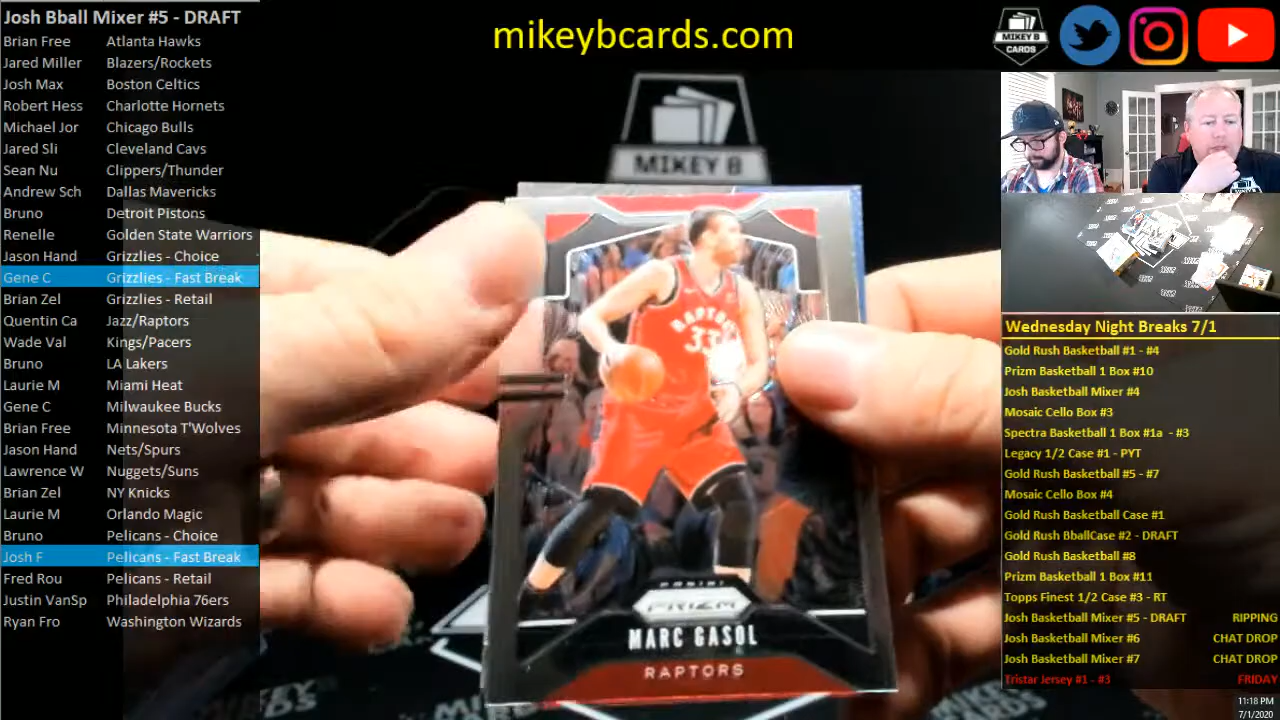 Josh Bball Mixer #5 - DRAFT
Brian Free Atlanta Hawks
Jared Miller Blazers/Rockets
Josh Max Boston Celtics
Robert Hess Charlotte Hornets
Michael Jor Chicago Bulls
Jared Sli Cleveland Cavs
Sean Nu Clippers/Thunder
Andrew Sch Dallas Mavericks
Bruno Detroit Pistons
Renelle Golden State Warriors
Jason Hand Grizzlies - Choice
Gene C Grizzlies - Fast Break
Brian Zel Grizzlies - Retail
Quentin Ca Jazz/Raptors
Wade Val Kings/Pacers
Bruno LA Lakers
Laurie M Miami Heat
Gene C Milwaukee Bucks
Brian Free Minnesota T'Wolves
Jason Hand Nets/Spurs
Lawrence W Nuggets/Suns
Brian Zel NY Knicks
Laurie M Orlando Magic
Bruno Pelicans - Choice
Josh F Pelicans - Fast Break
Fred Rou Pelicans - Retail
Justin VanSp Philadelphia 76ers
Ryan Fro Washington Wizards
mikeybcards.com
MIKEY B
CARDS
MIKEY B
RAPTORS
33
PANINI
PRIZM
MARC GASOL
RAPTORS
Wednesday Night Breaks 7/1
Gold Rush Basketball #1 - #4
Prizm Basketball 1 Box #10
Josh Basketball Mixer #4
Mosaic Cello Box #3
Spectra Basketball 1 Box #1a - #3
Legacy 1/2 Case #1 - PYT
Gold Rush Basketball #5 - #7
Mosaic Cello Box #4
Gold Rush Basketball Case #1
Gold Rush BballCase #2 - DRAFT
Gold Rush Basketball #8
Prizm Basketball 1 Box #11
Topps Finest 1/2 Case #3 - RT
Josh Basketball Mixer #5 - DRAFT RIPPING
Josh Basketball Mixer #6 CHAT DROP
Josh Basketball Mixer #7 CHAT DROP
Tristar Jersey #1 - #3 FRIDAY
11:18 PM
7/1/2020